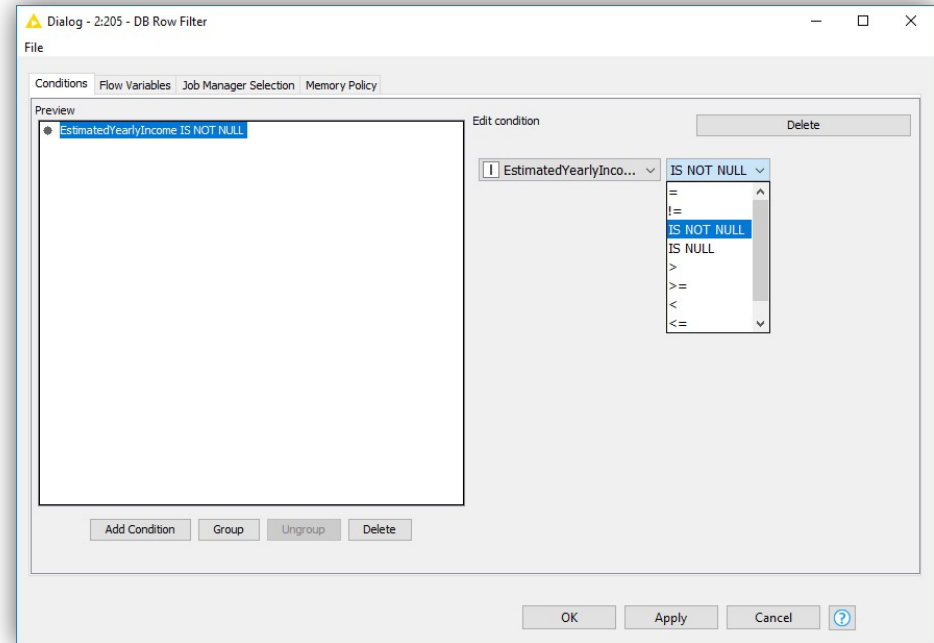 Dialog - 2:205 - DB Row Filter
File
Conditions Flow Variables Job Manager Selection Memory Policy
Preview
EstimatedYearlyIncome IS NOT NULL
Edit condition
Delete
I EstimatedYearlyInco... IS NOT NULL
=
!=
IS NOT NULL
IS NULL
>
>=
<
<=
Add Condition Group Ungroup Delete
OK Apply Cancel ?